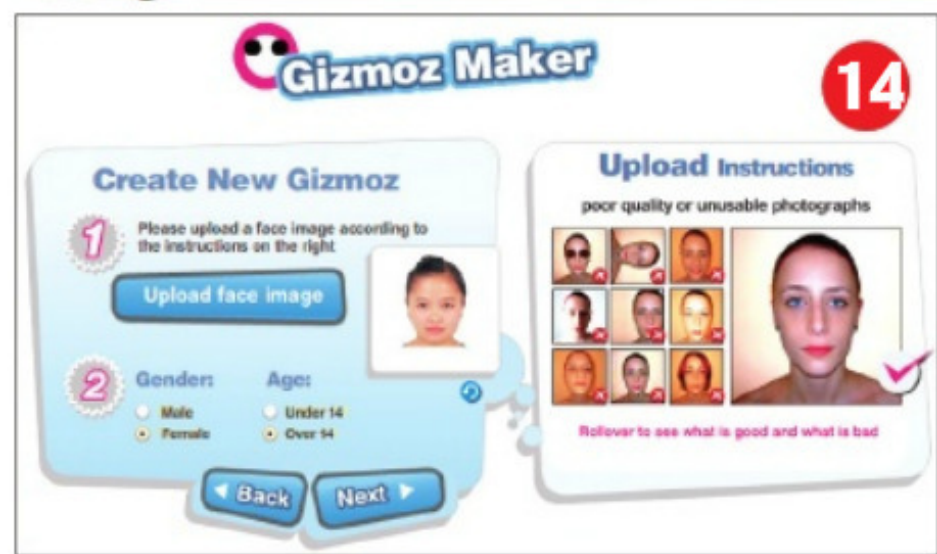 Gizmoz Maker
14
Create New Gizmoz
1
Please upload a face image according to
the instructions on the right
Upload face image
2
Gender:
Age:
Male
Under 14
Female
Over 14
Back
Next
Upload Instructions
poor quality or unusable photographs
Rollover to see what is good and what is bad